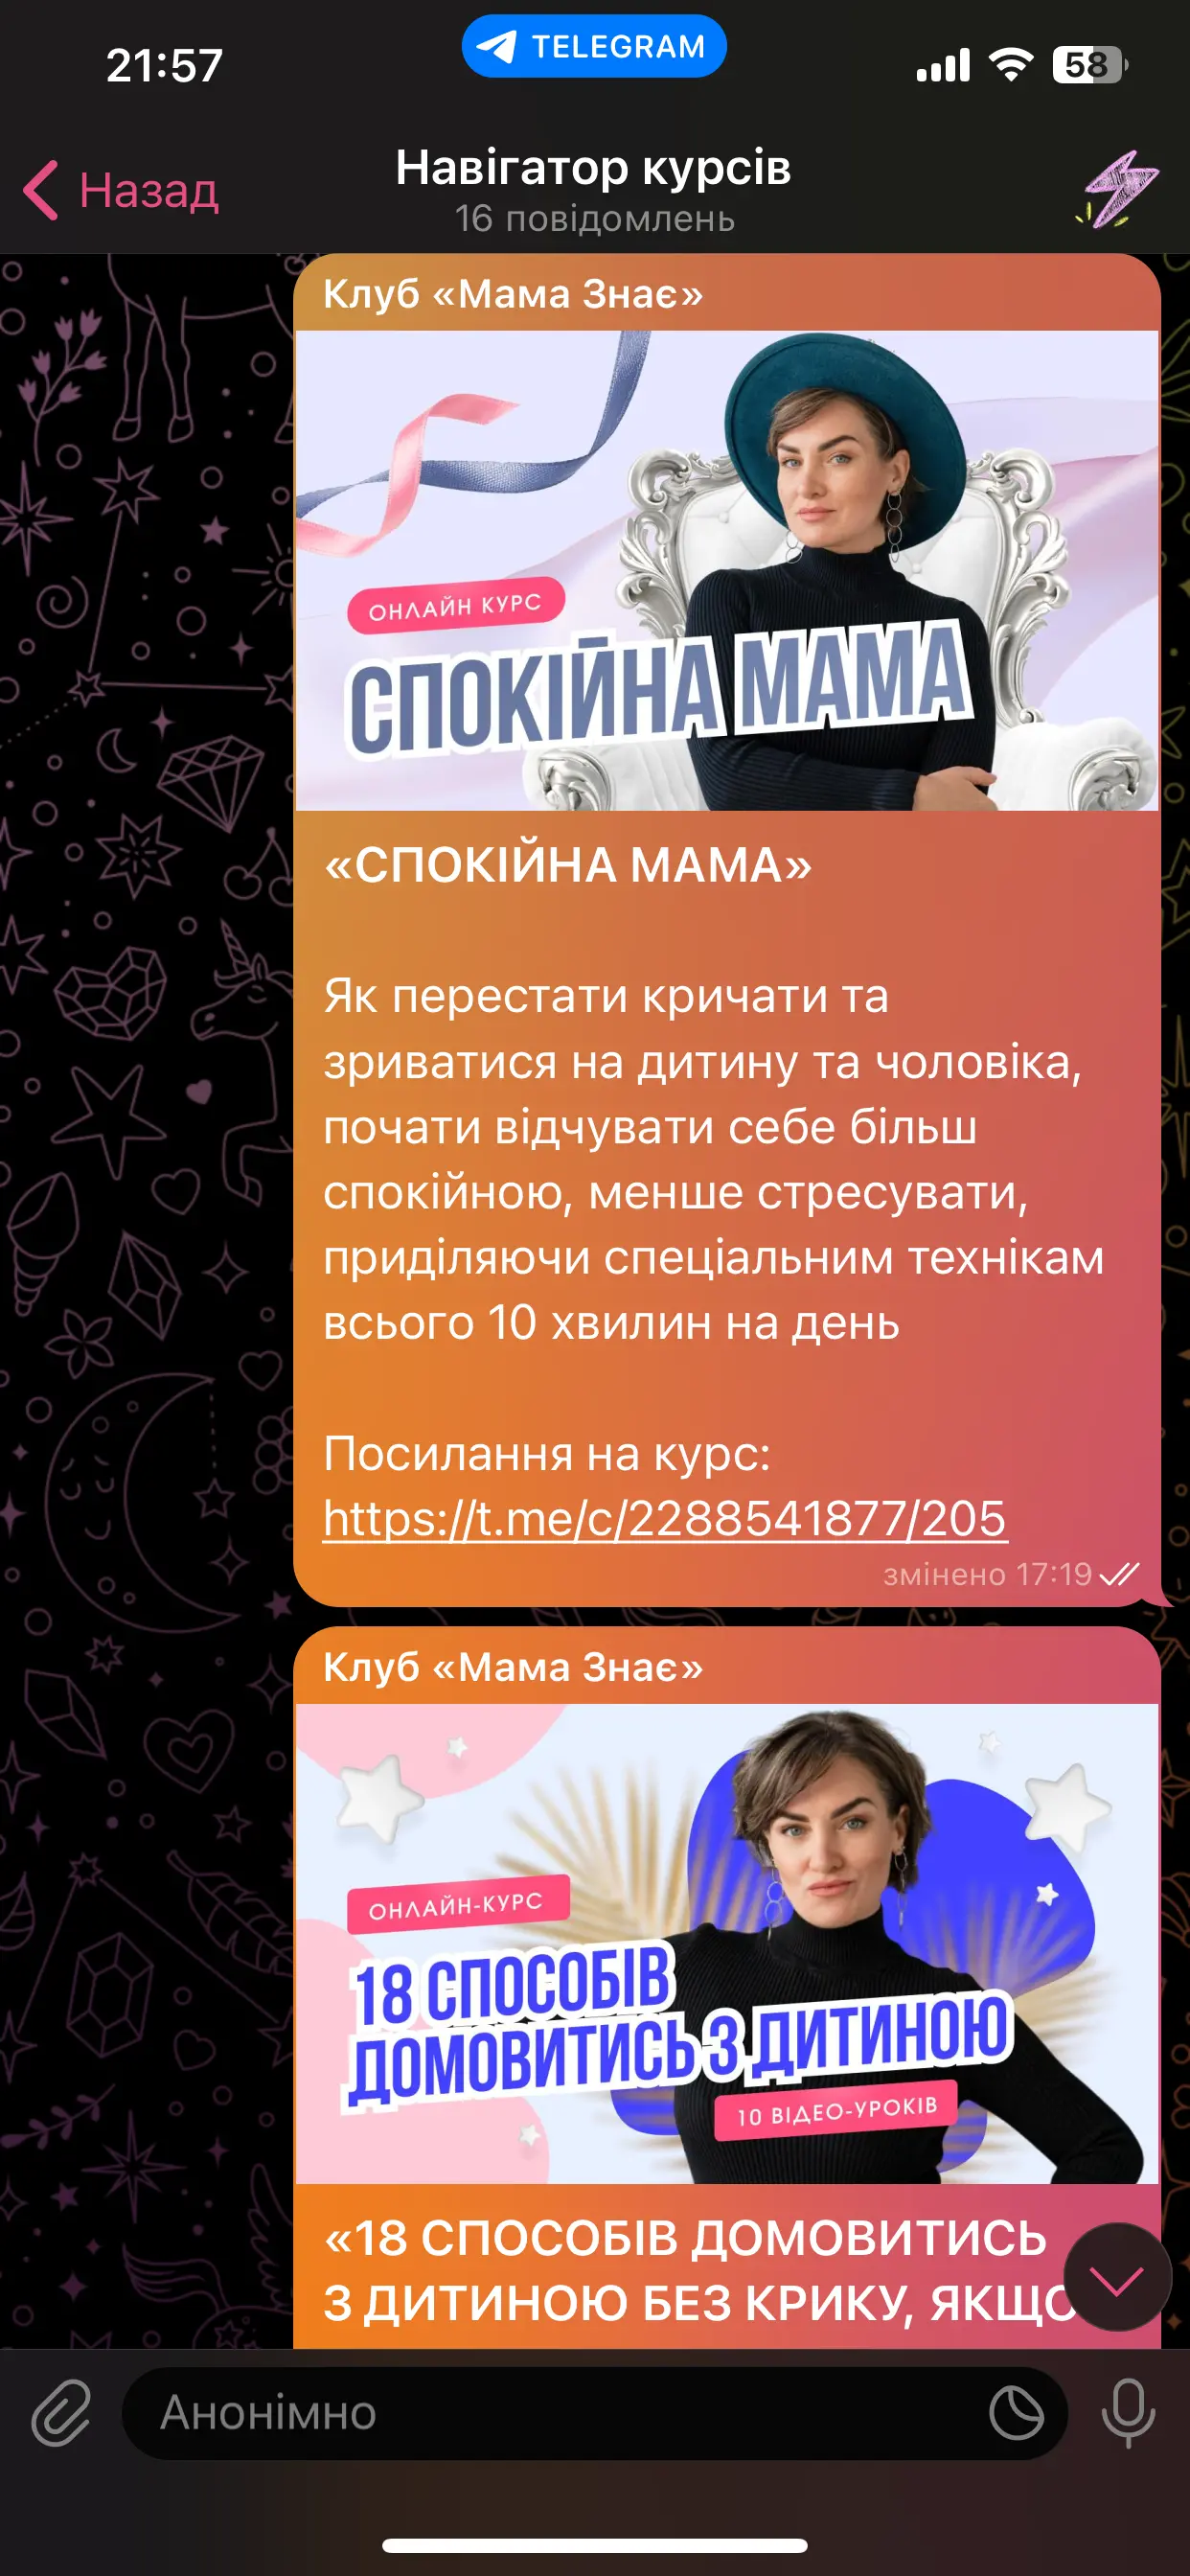 21:57
TELEGRAM
58
Назад
Навігатор курсів
16 повідомлень
Клуб «Мама Знає»
ОНЛАЙН КУРС
СПОКІЙНА МАМА
«СПОКІЙНА МАМА»
Як перестати кричати та
зриватися на дитину та чоловіка,
почати відчувати себе більш
спокійною, менше стресувати,
приділяючи спеціальним технікам
всього 10 хвилин на день
Посилання на курс:
https://t.me/c/2288541877/205
змінено 17:19
Клуб «Мама Знає»
ОНЛАЙН-КУРС
18 СПОСОБІВ
ДОМОВИТИСЬ З ДИТИНОЮ
10 ВІДЕО-УРОКІВ
«18 СПОСОБІВ ДОМОВИТИСЬ
З ДИТИНОЮ БЕЗ КРИКУ, ЯКЩО
Анонімно